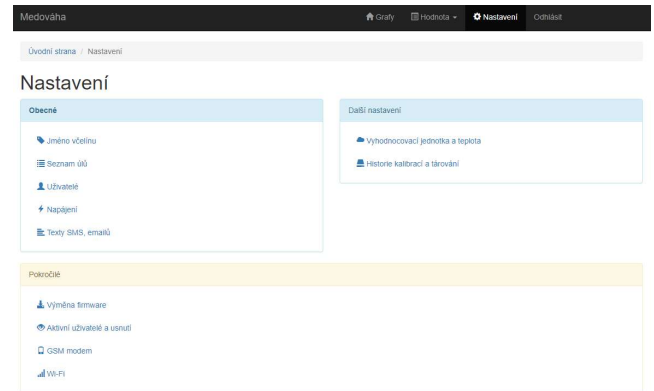 Medováha
Grafy
Hodnota
Nastavení
Odhlásit
Úvodní strana / Nastavení
Nastavení
Obecné
Jméno včelínu
Seznam úlů
Uživatelé
Napájení
Texty SMS, emailů
Další nastavení
Vyhodnocovací jednotka a teplota
Historie kalibrací a tárování
Pokročilé
Výměna firmware
Aktivní uživatelé a usnutí
GSM modem
Wi-Fi